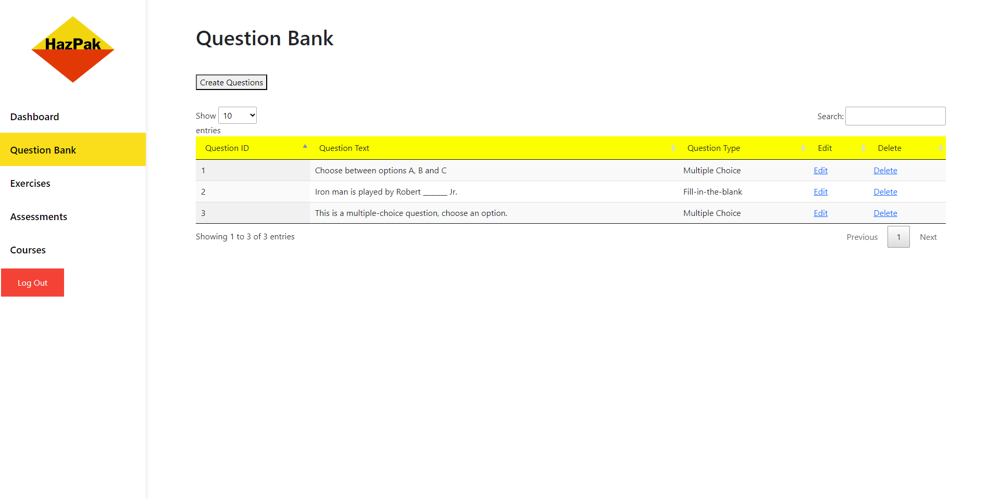 HazPak
Dashboard
Question Bank
Exercises
Assessments
Courses
Log Out
Question Bank
Create Questions
Show 10
entries
Search:
Question ID Question Text Question Type Edit Delete
1 Choose between options A, B and C Multiple Choice Edit Delete
2 Iron man is played by Robert _______ Jr. Fill-in-the-blank Edit Delete
3 This is a multiple-choice question, choose an option. Multiple Choice Edit Delete
Showing 1 to 3 of 3 entries
Previous 1 Next